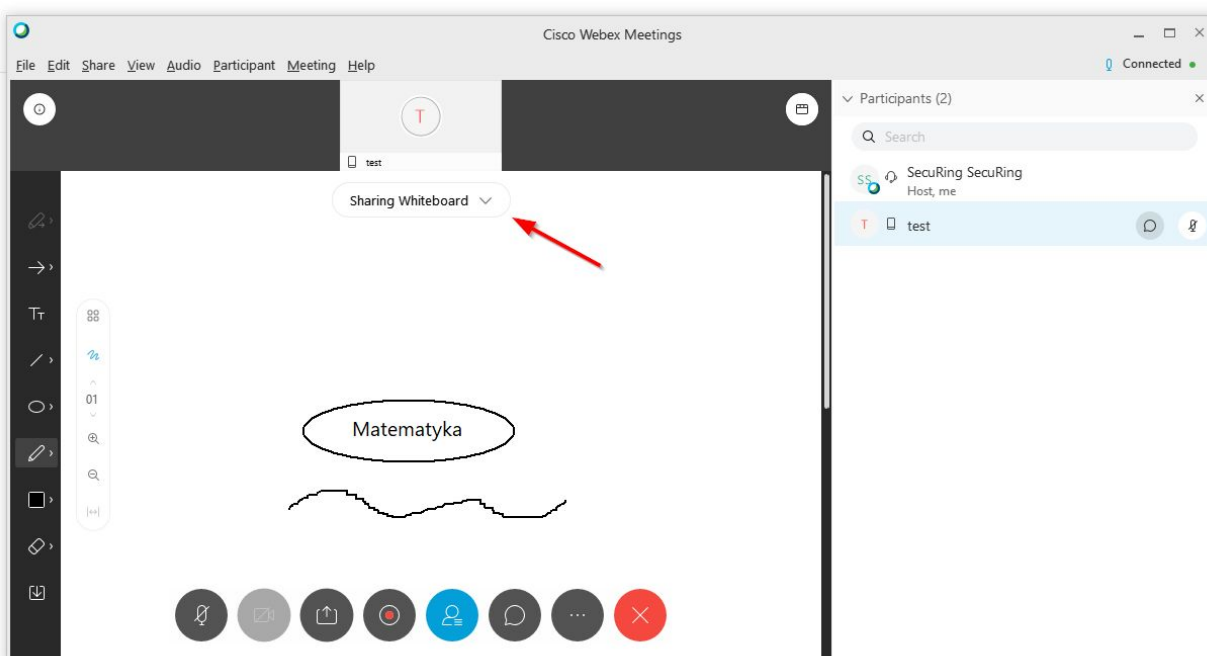 Cisco Webex Meetings
File Edit Share View Audio Participant Meeting Help
Connected
T
test
Sharing Whiteboard
Participants (2)
Search
SS
SecuRing SecuRing
Host, me
T
test
TT
01
Matematyka